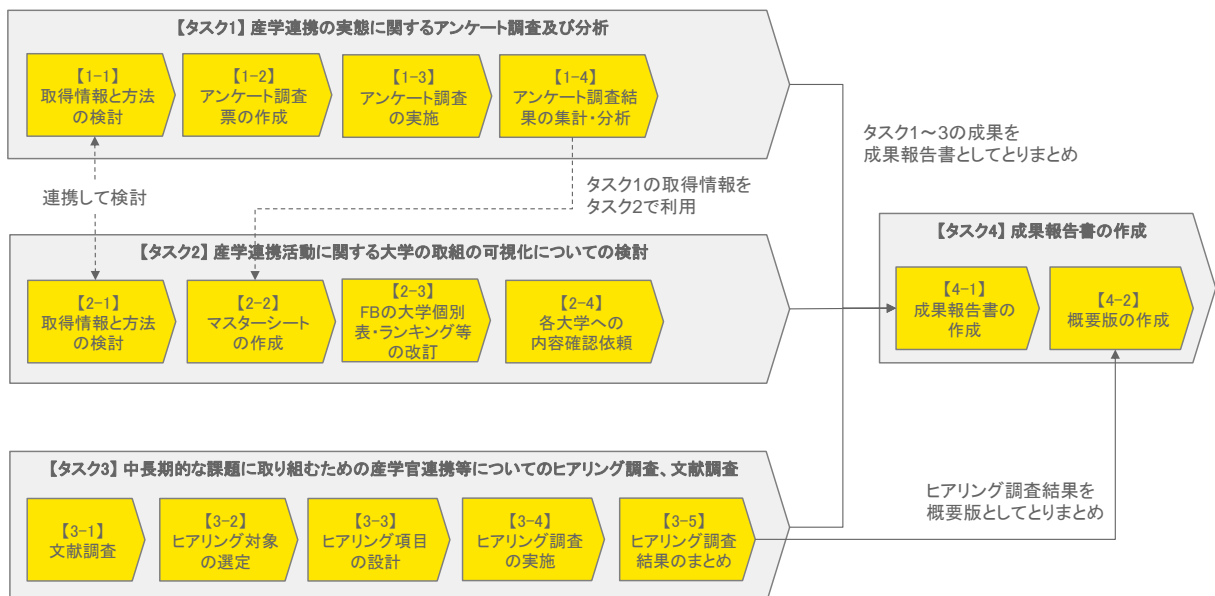 【タスク1】 産学連携の実態に関するアンケート調査及び分析
【1-1】
取得情報と方法
の検討
【1-2】
アンケート調査
票の作成
【1-3】
アンケート調査
の実施
【1-4】
アンケート調査結
果の集計・分析
連携して検討
タスク1の取得情報を
タスク2で利用
タスク1～3の成果を
成果報告書としてとりまとめ
【タスク2】 産学連携活動に関する大学の取組の可視化についての検討
【2-1】
取得情報と方法
の検討
【2-2】
マスターシート
の作成
【2-3】
FBの大学個別
表・ランキング等
の改訂
【2-4】
各大学への
内容確認依頼
【タスク4】 成果報告書の作成
【4-1】
成果報告書の
作成
【4-2】
概要版の作成
【タスク3】 中長期的な課題に取り組むための産学官連携等についてのヒアリング調査、文献調査
【3-1】
文献調査
【3-2】
ヒアリング対象
の選定
【3-3】
ヒアリング項目
の設計
【3-4】
ヒアリング調査
の実施
【3-5】
ヒアリング調査
結果のまとめ
ヒアリング調査結果を
概要版としてとりまとめ